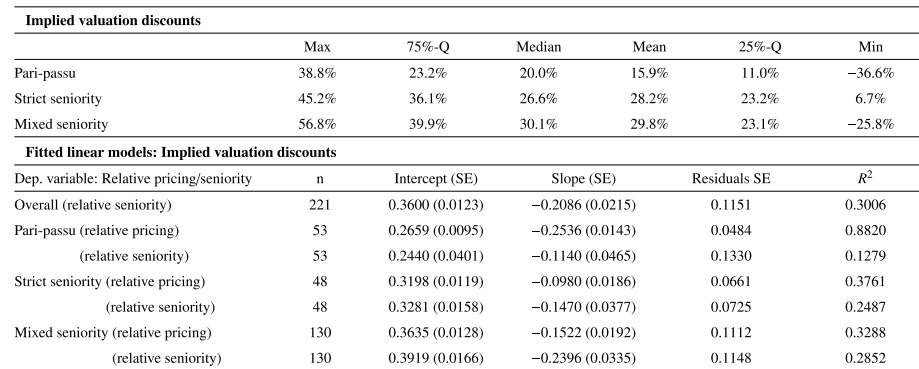 Implied valuation discounts
Max 75%-Q Median Mean 25%-Q Min
Pari-passu 38.8% 23.2% 20.0% 15.9% 11.0% −36.6%
Strict seniority 45.2% 36.1% 26.6% 28.2% 23.2% 6.7%
Mixed seniority 56.8% 39.9% 30.1% 29.8% 23.1% −25.8%
Fitted linear models: Implied valuation discounts
Dep. variable: Relative pricing/seniority n Intercept (SE) Slope (SE) Residuals SE R²
Overall (relative seniority) 221 0.3600 (0.0123) −0.2086 (0.0215) 0.1151 0.3006
Pari-passu (relative pricing) 53 0.2659 (0.0095) −0.2536 (0.0143) 0.0484 0.8820
(relative seniority) 53 0.2440 (0.0401) −0.1140 (0.0465) 0.1330 0.1279
Strict seniority (relative pricing) 48 0.3198 (0.0119) −0.0980 (0.0186) 0.0661 0.3761
(relative seniority) 48 0.3281 (0.0158) −0.1470 (0.0377) 0.0725 0.2487
Mixed seniority (relative pricing) 130 0.3635 (0.0128) −0.1522 (0.0192) 0.1112 0.3288
(relative seniority) 130 0.3919 (0.0166) −0.2396 (0.0335) 0.1148 0.2852